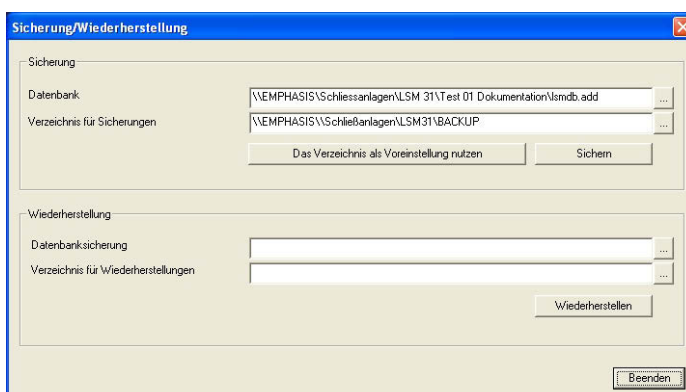 Sicherung/Wiederherstellung
Sicherung
Datenbank
\\EMPHASIS\Schliessanlagen\LSM 31\Test 01 Dokumentation\lsmdb.add
...
Verzeichnis für Sicherungen
\\EMPHASIS\\Schließanlagen\LSM31\BACKUP
...
Das Verzeichnis als Voreinstellung nutzen
Sichern
Wiederherstellung
Datenbanksicherung
...
Verzeichnis für Wiederherstellungen
...
Wiederherstellen
Beenden